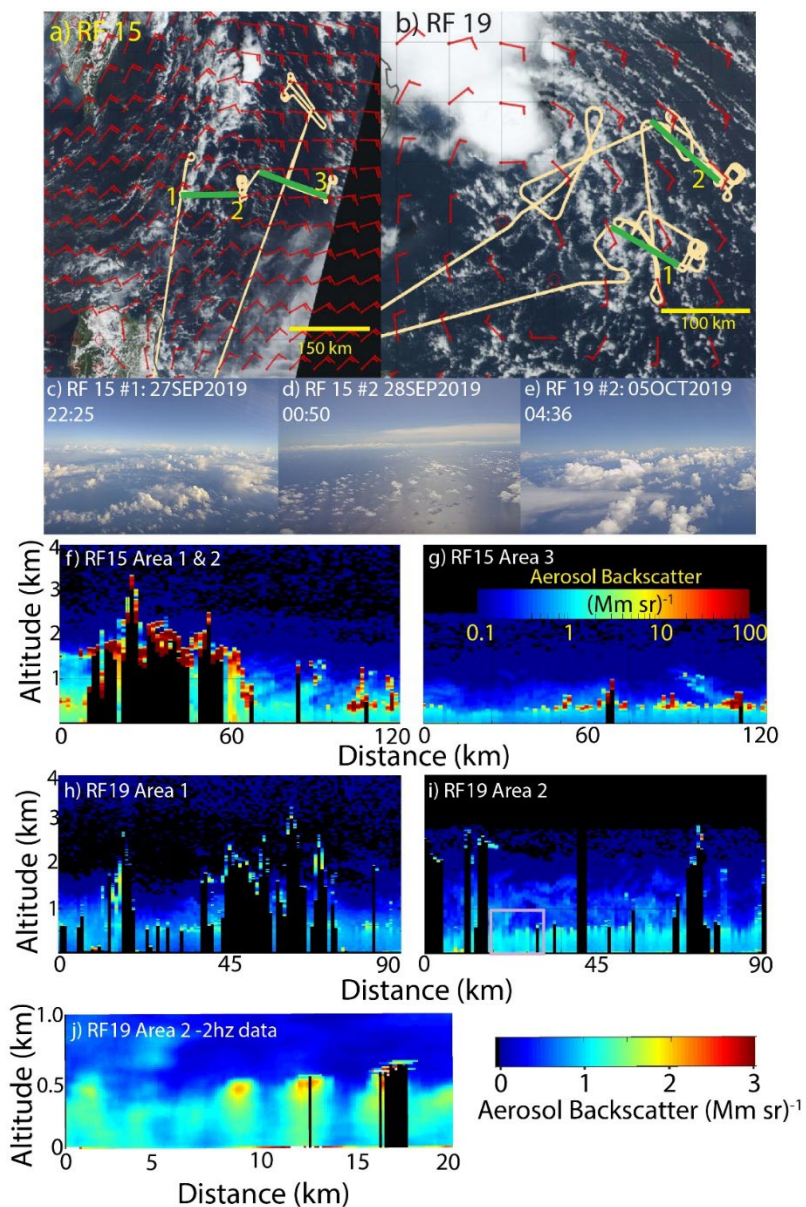 a) RF 15
b) RF 19
1
2
3
150 km
2
1
100 km
c) RF 15 #1: 27SEP2019
22:25
d) RF 15 #2 28SEP2019
00:50
e) RF 19 #2: 05OCT2019
04:36
Altitude (km)
4
3
2
1
0
f) RF15 Area 1 & 2
0
60
120
g) RF15 Area 3
Aerosol Backscatter
(Mm sr)-1
0.1
1
10
100
0
60
120
Distance (km)
Altitude (km)
4
3
2
1
0
h) RF19 Area 1
0
45
90
Distance (km)
i) RF19 Area 2
0
45
90
Distance (km)
Altitude (km)
1.0
0.5
0
j) RF19 Area 2 -2hz data
0
5
10
15
20
Distance (km)
0
1
2
3
Aerosol Backscatter (Mm sr)-1